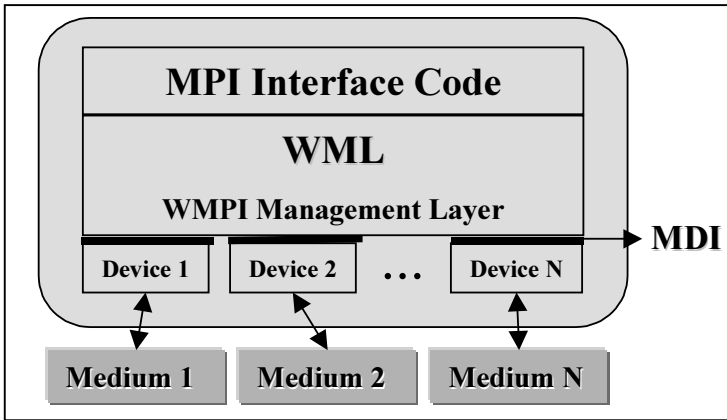 MPI Interface Code
WML
WMPI Management Layer
MDI
Device 1 Device 2 ... Device N
Medium 1 Medium 2 Medium N